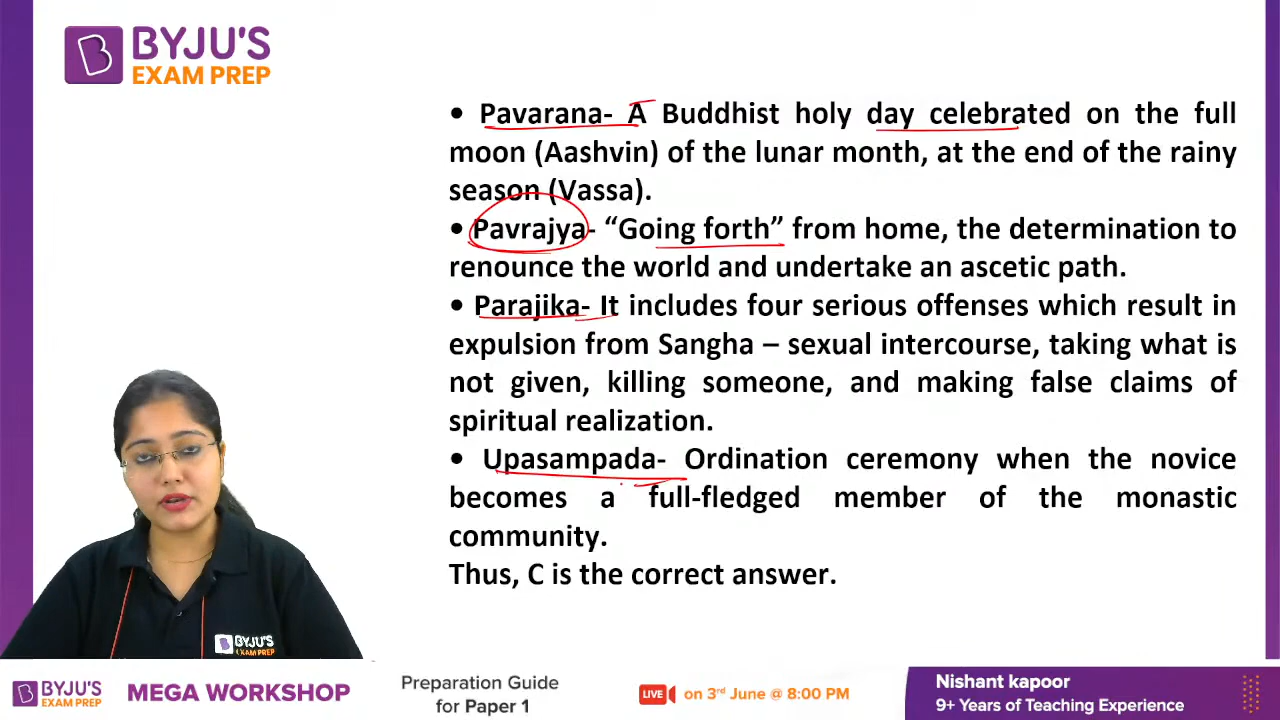 BYJU'S
EXAM PREP
• Pavarana- A Buddhist holy day celebrated on the full
moon (Aashvin) of the lunar month, at the end of the rainy
season (Vassa).
• Pavrajya- “Going forth” from home, the determination to
renounce the world and undertake an ascetic path.
• Parajika- It includes four serious offenses which result in
expulsion from Sangha – sexual intercourse, taking what is
not given, killing someone, and making false claims of
spiritual realization.
• Upasampada- Ordination ceremony when the novice
becomes a full-fledged member of the monastic
community.
Thus, C is the correct answer.
BYJU'S
EXAM PREP
BYJU'S
EXAM PREP
MEGA WORKSHOP
Preparation Guide
for Paper 1
LIVE on 3rd June @ 8:00 PM
Nishant kapoor
9+ Years of Teaching Experience